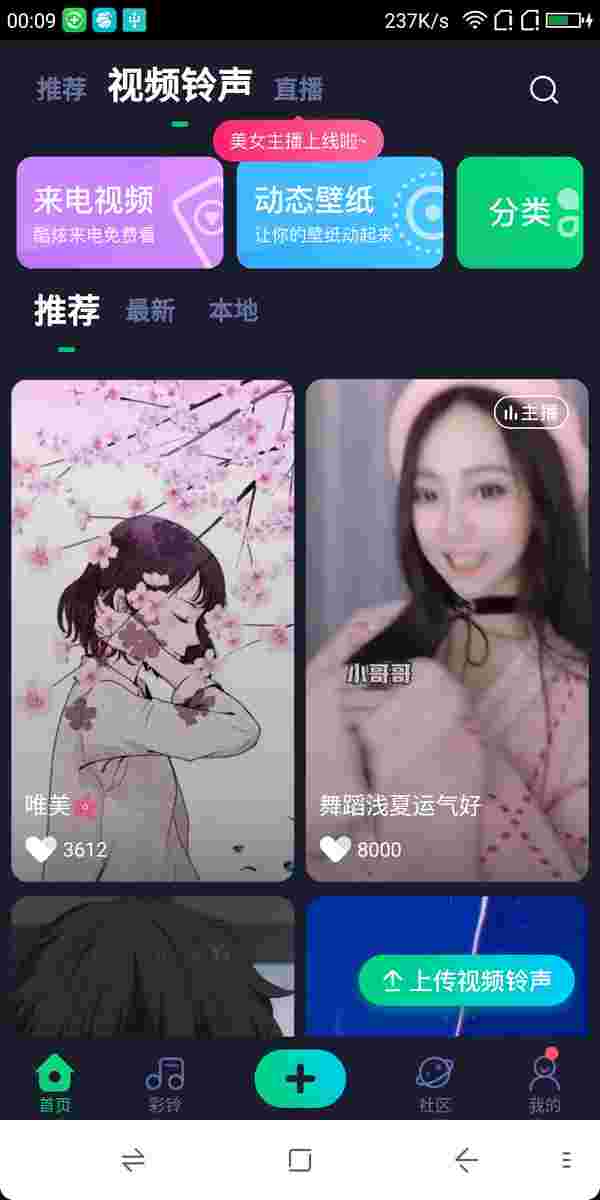 00:09
237K/s
推荐 视频铃声 直播
美女主播上线啦~
来电视频
酷炫来电免费看
动态壁纸
让你的壁纸动起来
分类
推荐 最新 本地
主播
小哥哥
唯美
3612
舞蹈浅夏运气好
8000
上传视频铃声
首页
彩铃
社区
我的